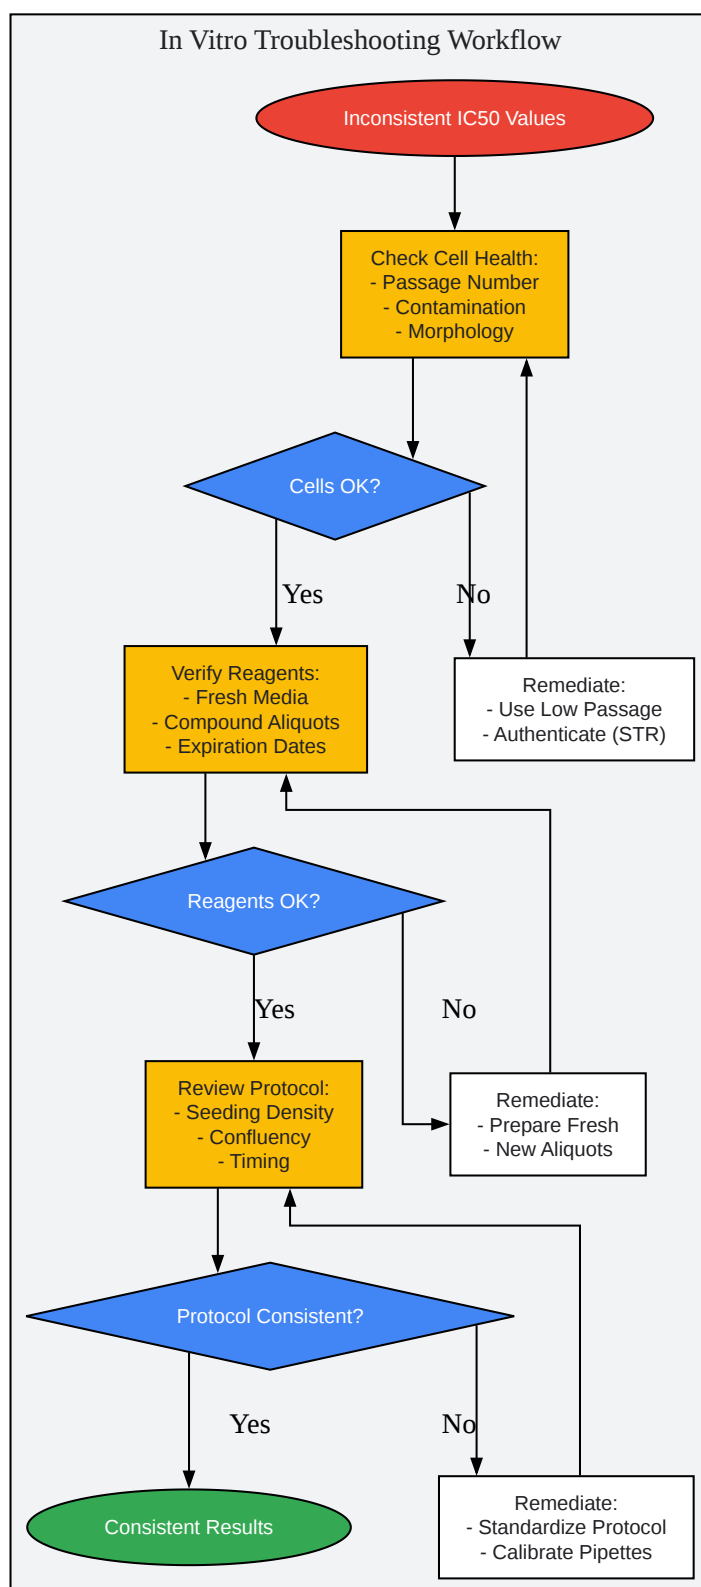 In Vitro Troubleshooting Workflow
Inconsistent IC50 Values
Check Cell Health:
- Passage Number
- Contamination
- Morphology
Cells OK?
Yes
No
Verify Reagents:
- Fresh Media
- Compound Aliquots
- Expiration Dates
Remediate:
- Use Low Passage
- Authenticate (STR)
Reagents OK?
Yes
No
Review Protocol:
- Seeding Density
- Confluency
- Timing
Remediate:
- Prepare Fresh
- New Aliquots
Protocol Consistent?
Yes
No
Consistent Results
Remediate:
- Standardize Protocol
- Calibrate Pipettes